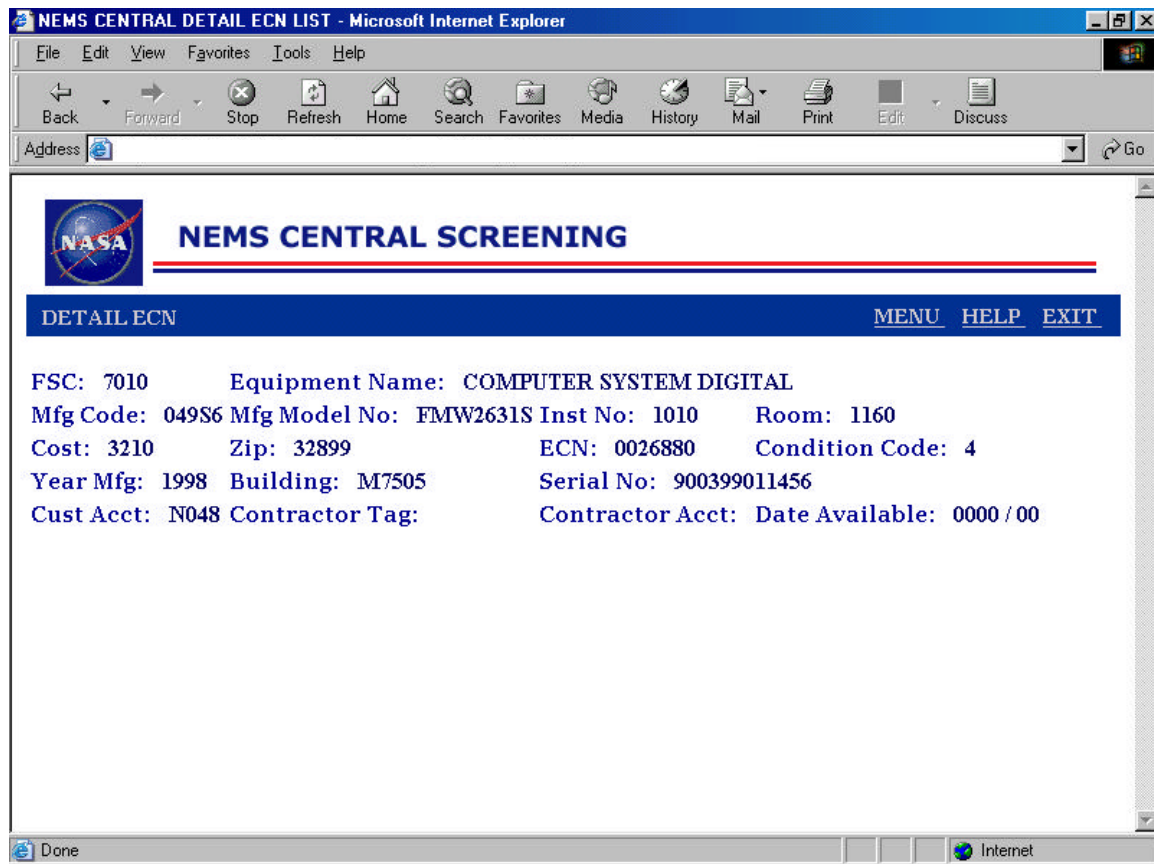 NEMS CENTRAL DETAIL ECN LIST - Microsoft Internet Explorer
File Edit View Favorites Tools Help
Back Forward Stop Refresh Home Search Favorites Media History Mail Print Edit Discuss
Address Go
NASA
NEMS CENTRAL SCREENING
DETAIL ECN MENU HELP EXIT
FSC: 7010 Equipment Name: COMPUTER SYSTEM DIGITAL
Mfg Code: 049S6 Mfg Model No: FMW2631S Inst No: 1010 Room: 1160
Cost: 3210 Zip: 32899 ECN: 0026880 Condition Code: 4
Year Mfg: 1998 Building: M7505 Serial No: 900399011456
Cust Acct: N048 Contractor Tag: Contractor Acct: Date Available: 0000 / 00
Done Internet